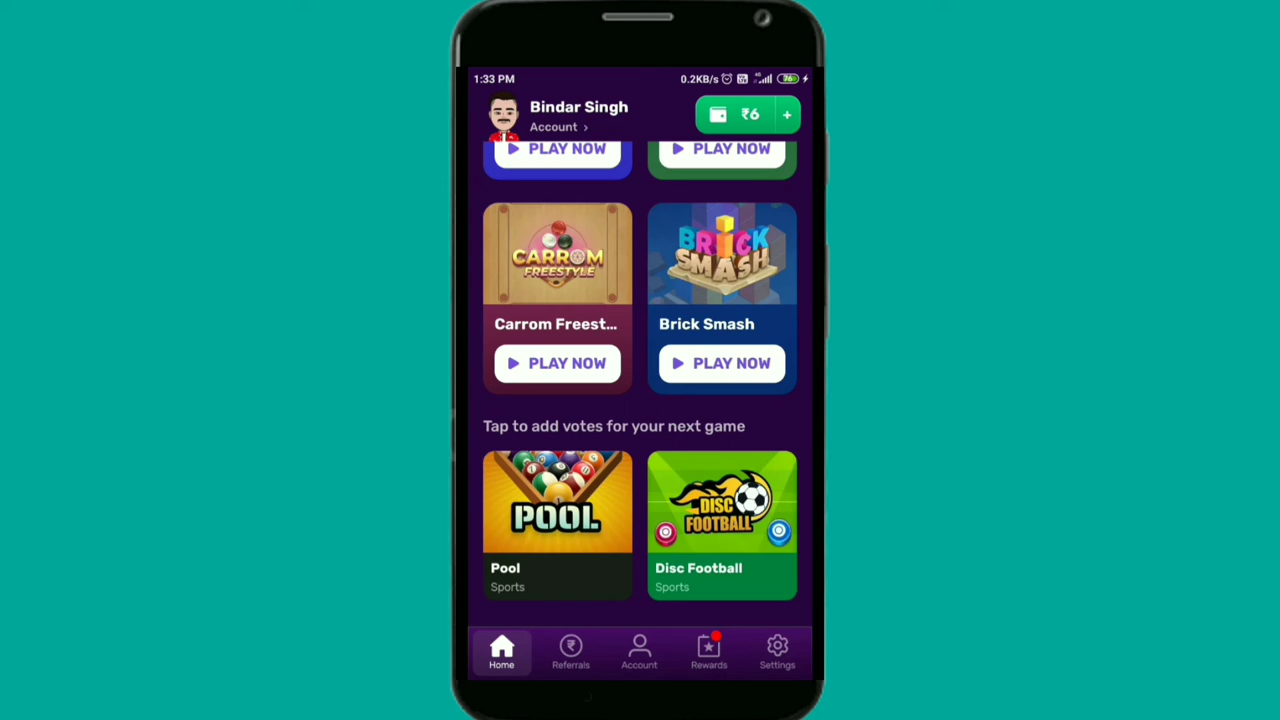 1:33 PM
0.2KB/s
76
Bindar Singh
Account ›
₹6 +
PLAY NOW
PLAY NOW
CARROM
FREESTYLE
BRICK
SMASH
Carrom Freest...
Brick Smash
PLAY NOW
PLAY NOW
Tap to add votes for your next game
POOL
DISC
FOOTBALL
Pool
Disc Football
Sports
Sports
Home
Referrals
Account
Rewards
Settings